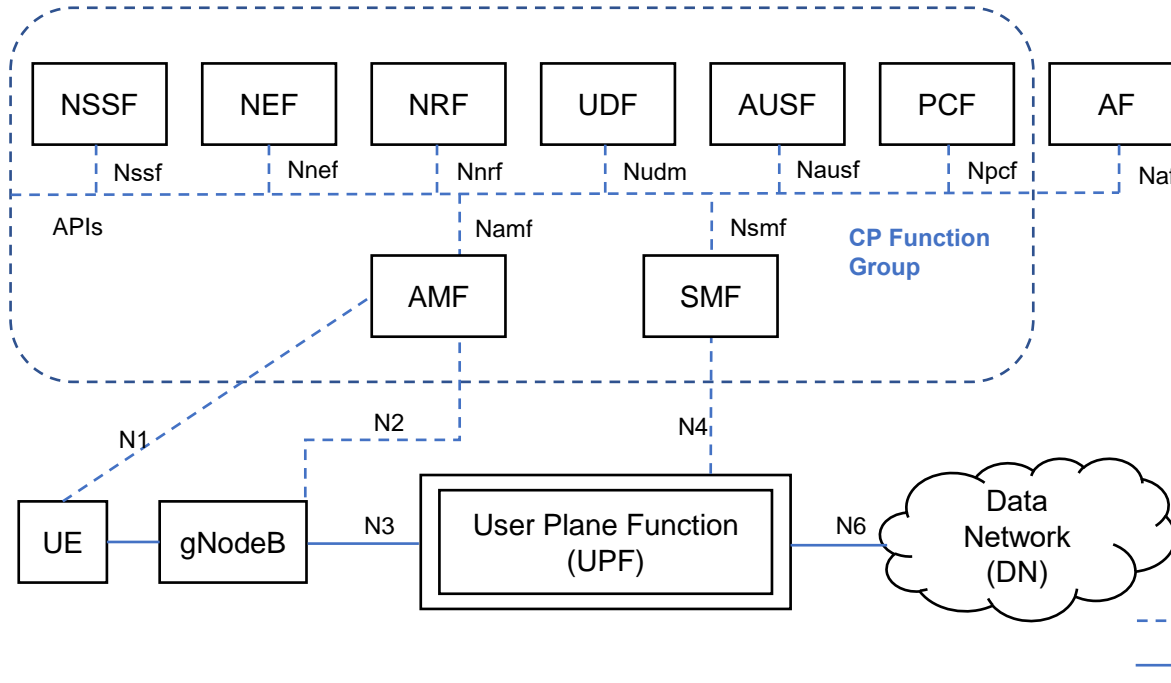 NSSF
NEF
NRF
UDF
AUSF
PCF
AF
Nssf
Nnef
Nnrf
Nudm
Nausf
Npcf
APIs
Namf
Nsmf
CP Function
Group
AMF
SMF
N1
N2
N4
UE
gNodeB
N3
User Plane Function
(UPF)
N6
Data
Network
(DN)